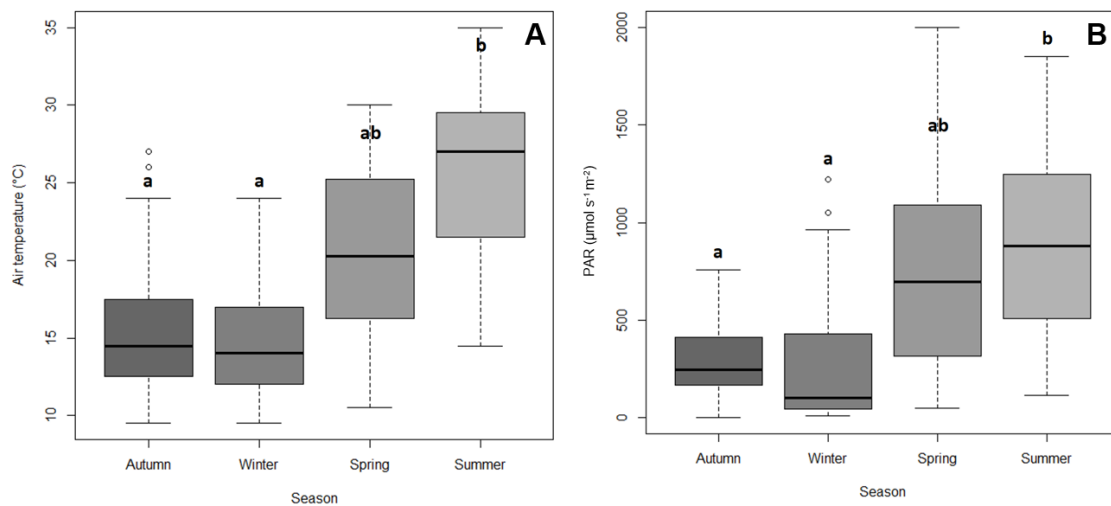 A
35
30
25
20
15
10
Air temperature (°C)
a
a
ab
b
Autumn Winter Spring Summer
Season
B
2000
1500
1000
500
0
PAR (µmol s⁻¹ m⁻²)
a
a
ab
b
Autumn Winter Spring Summer
Season